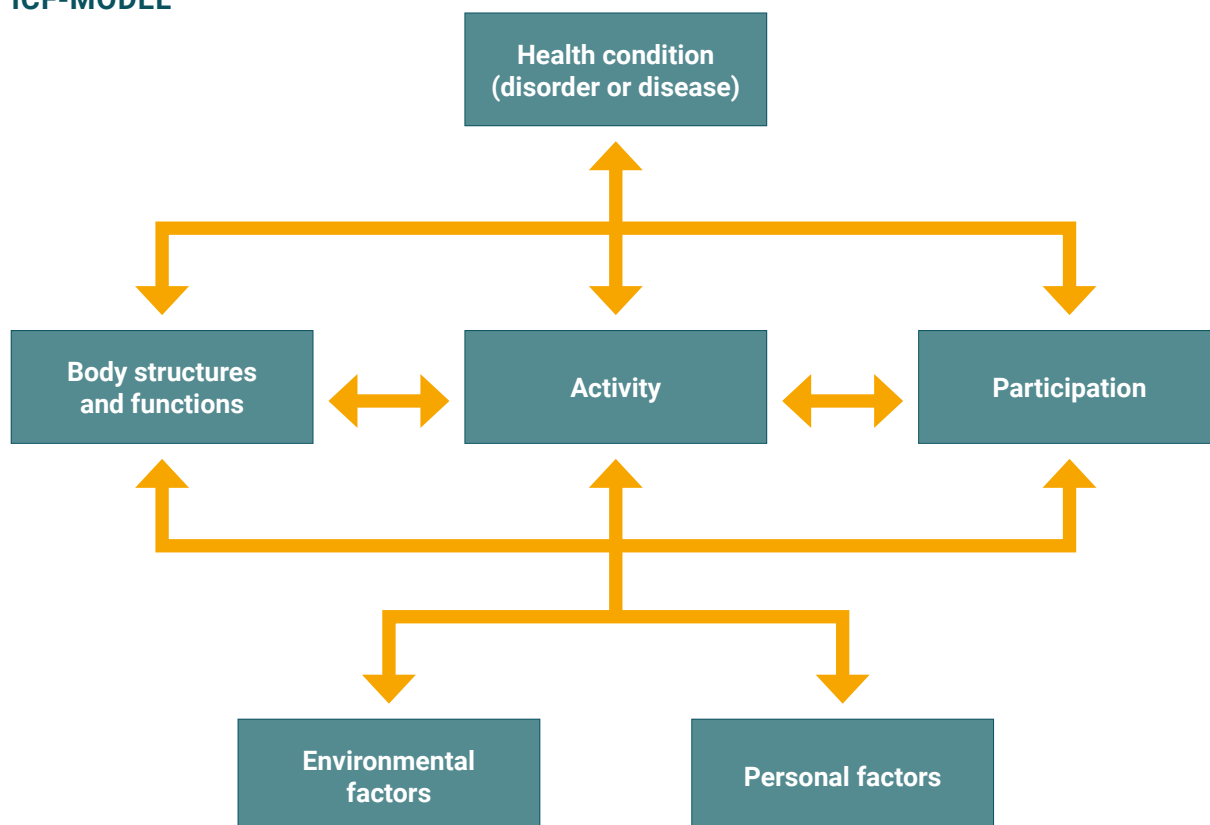 ICF-MODEL
Health condition
(disorder or disease)
Body structures
and functions
Activity
Participation
Environmental
factors
Personal factors